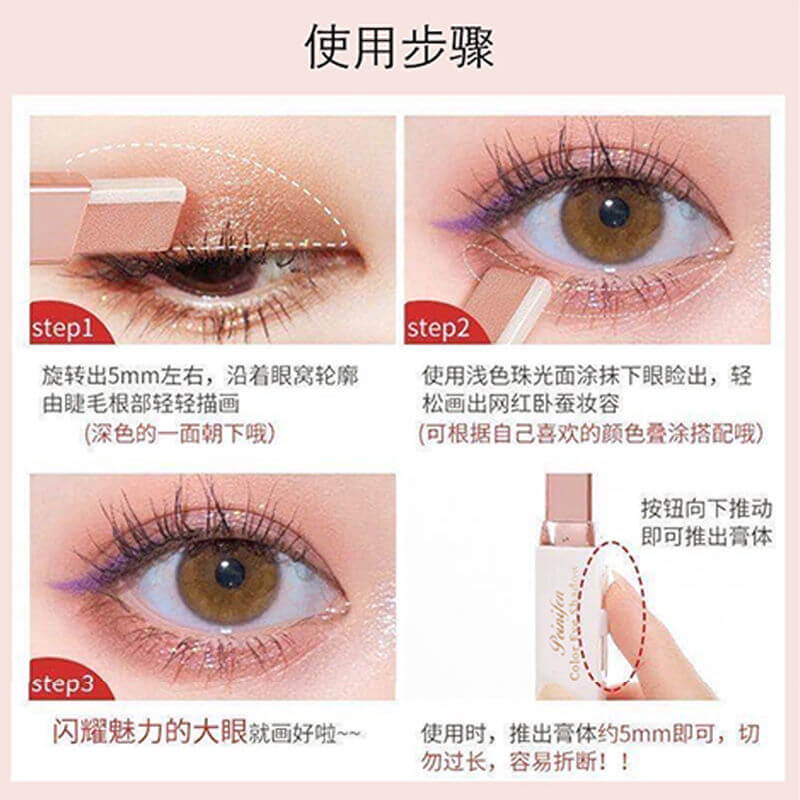 使用步骤
step1
旋转出5mm左右，沿着眼窝轮廓
由睫毛根部轻轻描画
(深色的一面朝下哦)
step2
使用浅色珠光面涂抹下眼睑出，轻
松画出网红卧蚕妆容
(可根据自己喜欢的颜色叠涂搭配哦)
step3
闪耀魅力的大眼就画好啦~~
按钮向下推动
即可推出膏体
Color Eye Shadow
使用时，推出膏体约5mm即可，切
勿过长，容易折断！！